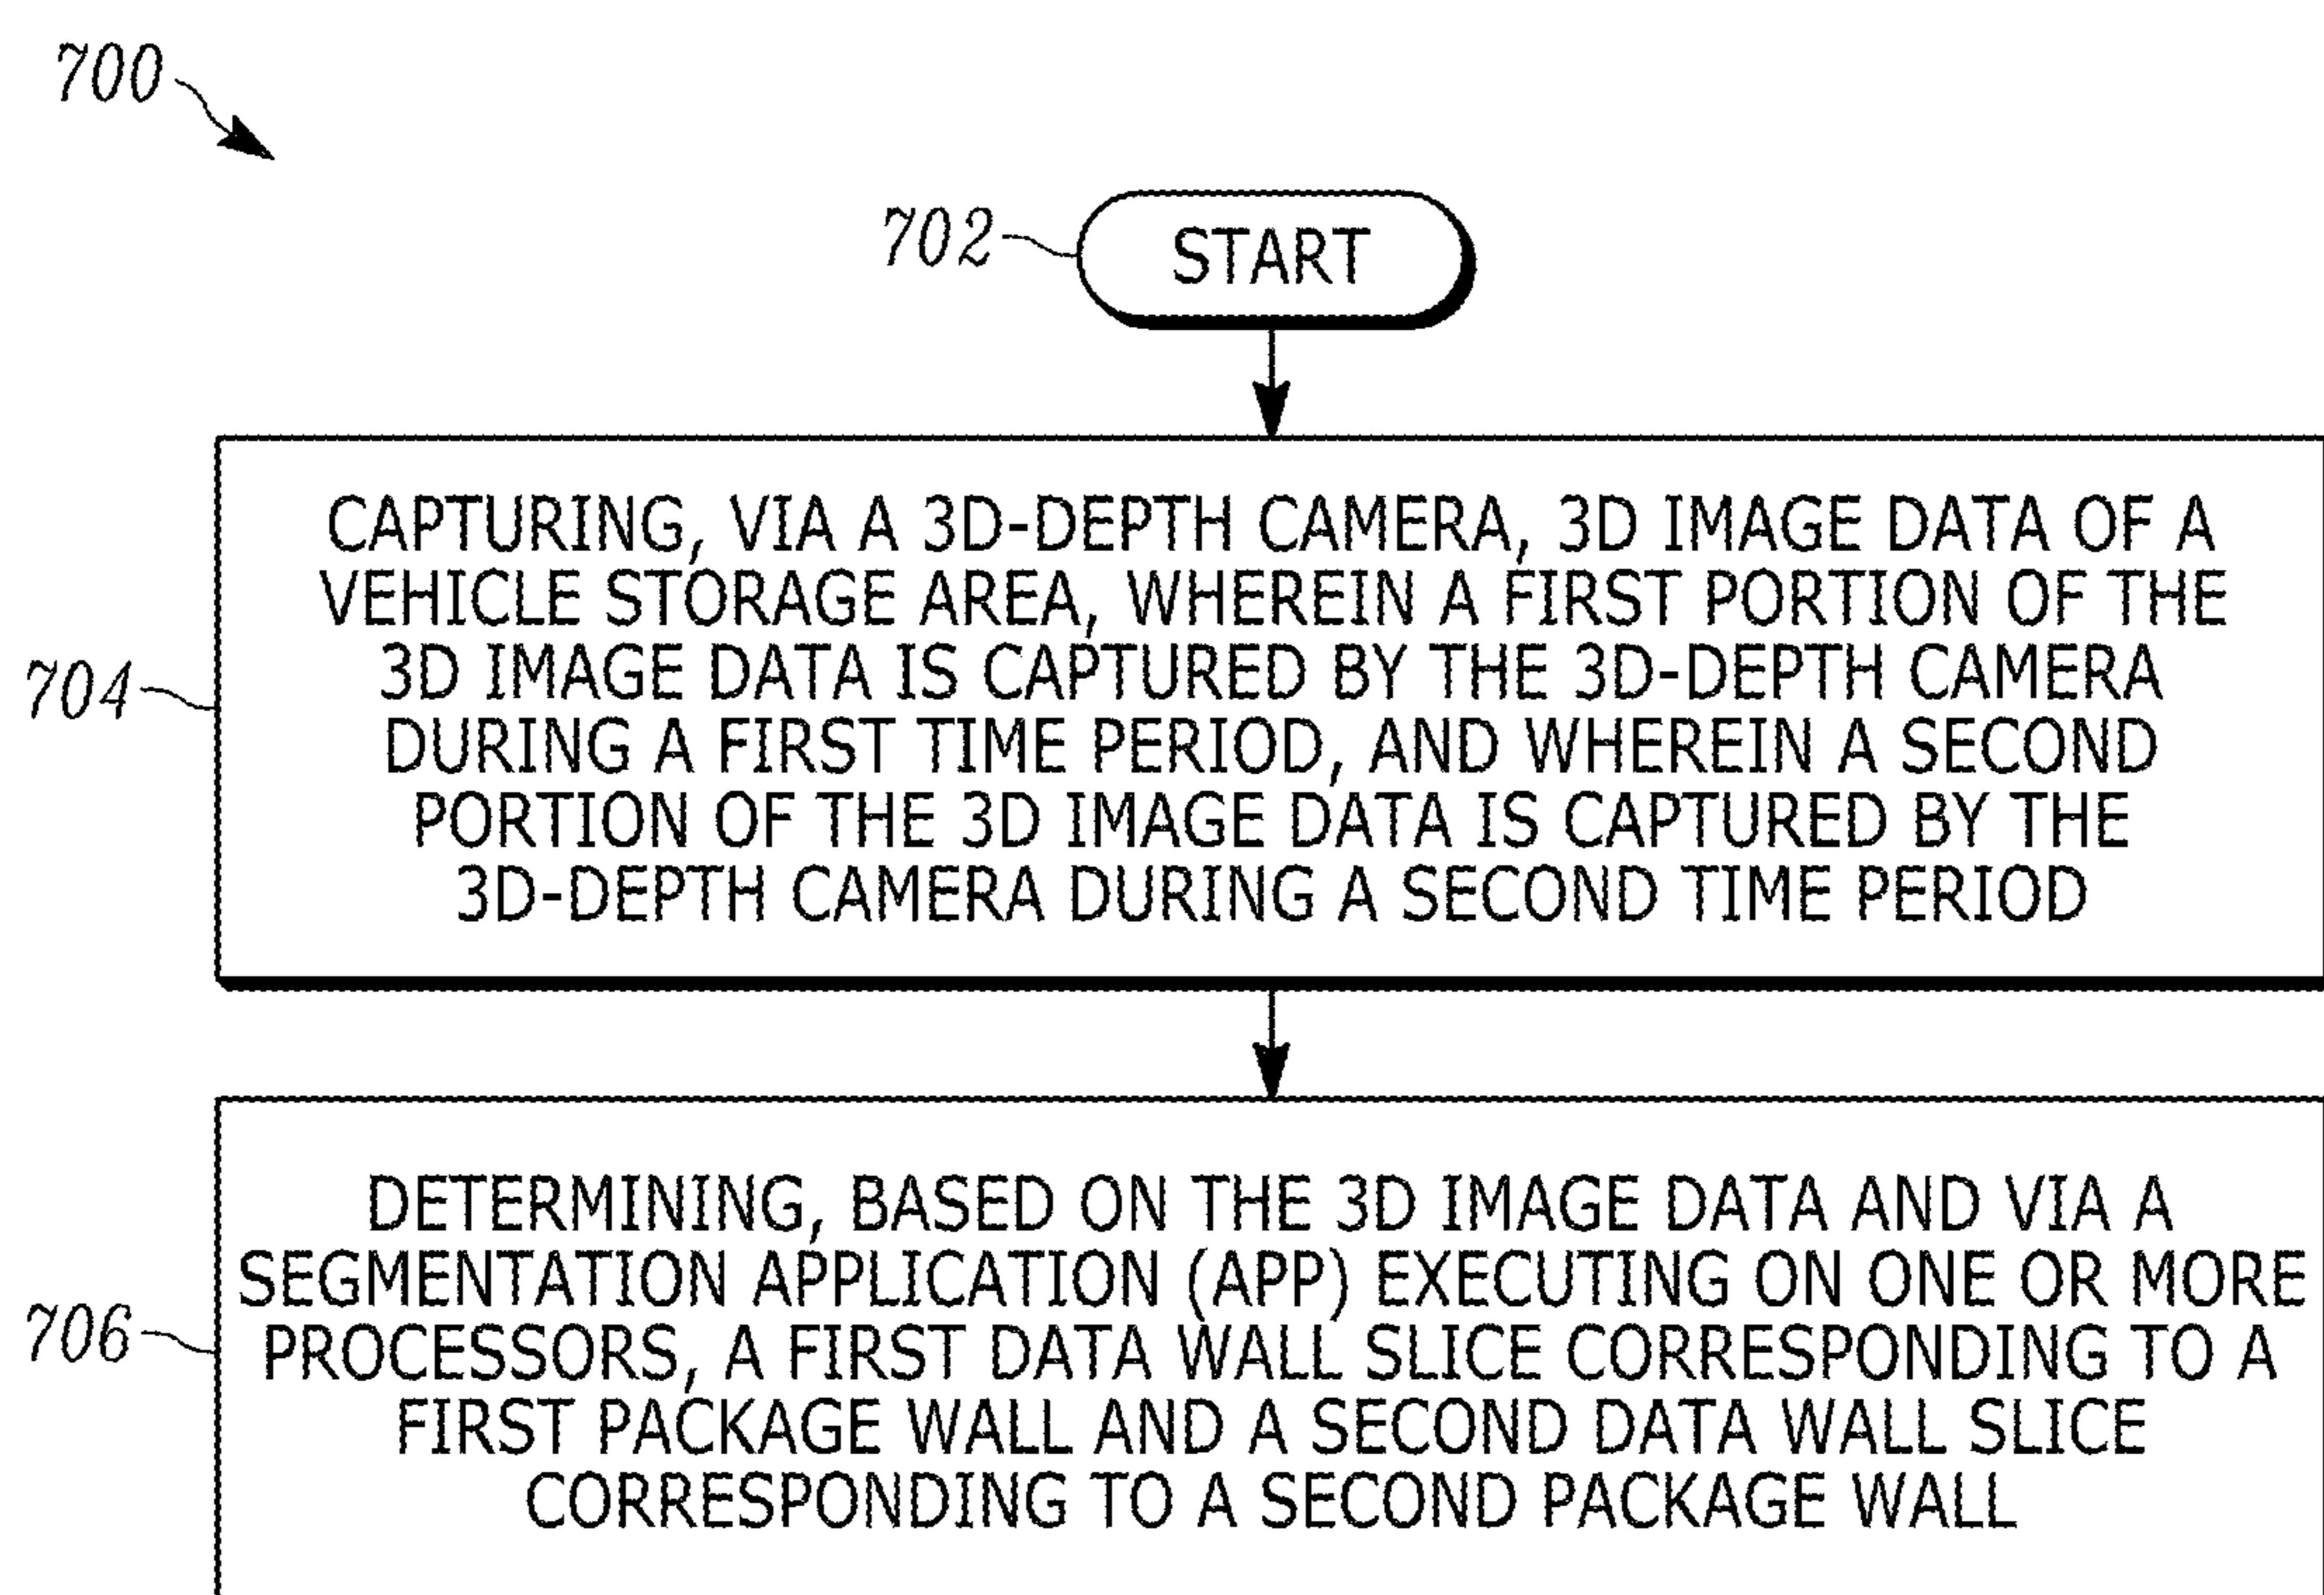 700
702
START
704
CAPTURING, VIA A 3D-DEPTH CAMERA, 3D IMAGE DATA OF A
VEHICLE STORAGE AREA, WHEREIN A FIRST PORTION OF THE
3D IMAGE DATA IS CAPTURED BY THE 3D-DEPTH CAMERA
DURING A FIRST TIME PERIOD, AND WHEREIN A SECOND
PORTION OF THE 3D IMAGE DATA IS CAPTURED BY THE
3D-DEPTH CAMERA DURING A SECOND TIME PERIOD
706
DETERMINING, BASED ON THE 3D IMAGE DATA AND VIA A
SEGMENTATION APPLICATION (APP) EXECUTING ON ONE OR MORE
PROCESSORS, A FIRST DATA WALL SLICE CORRESPONDING TO A
FIRST PACKAGE WALL AND A SECOND DATA WALL SLICE
CORRESPONDING TO A SECOND PACKAGE WALL